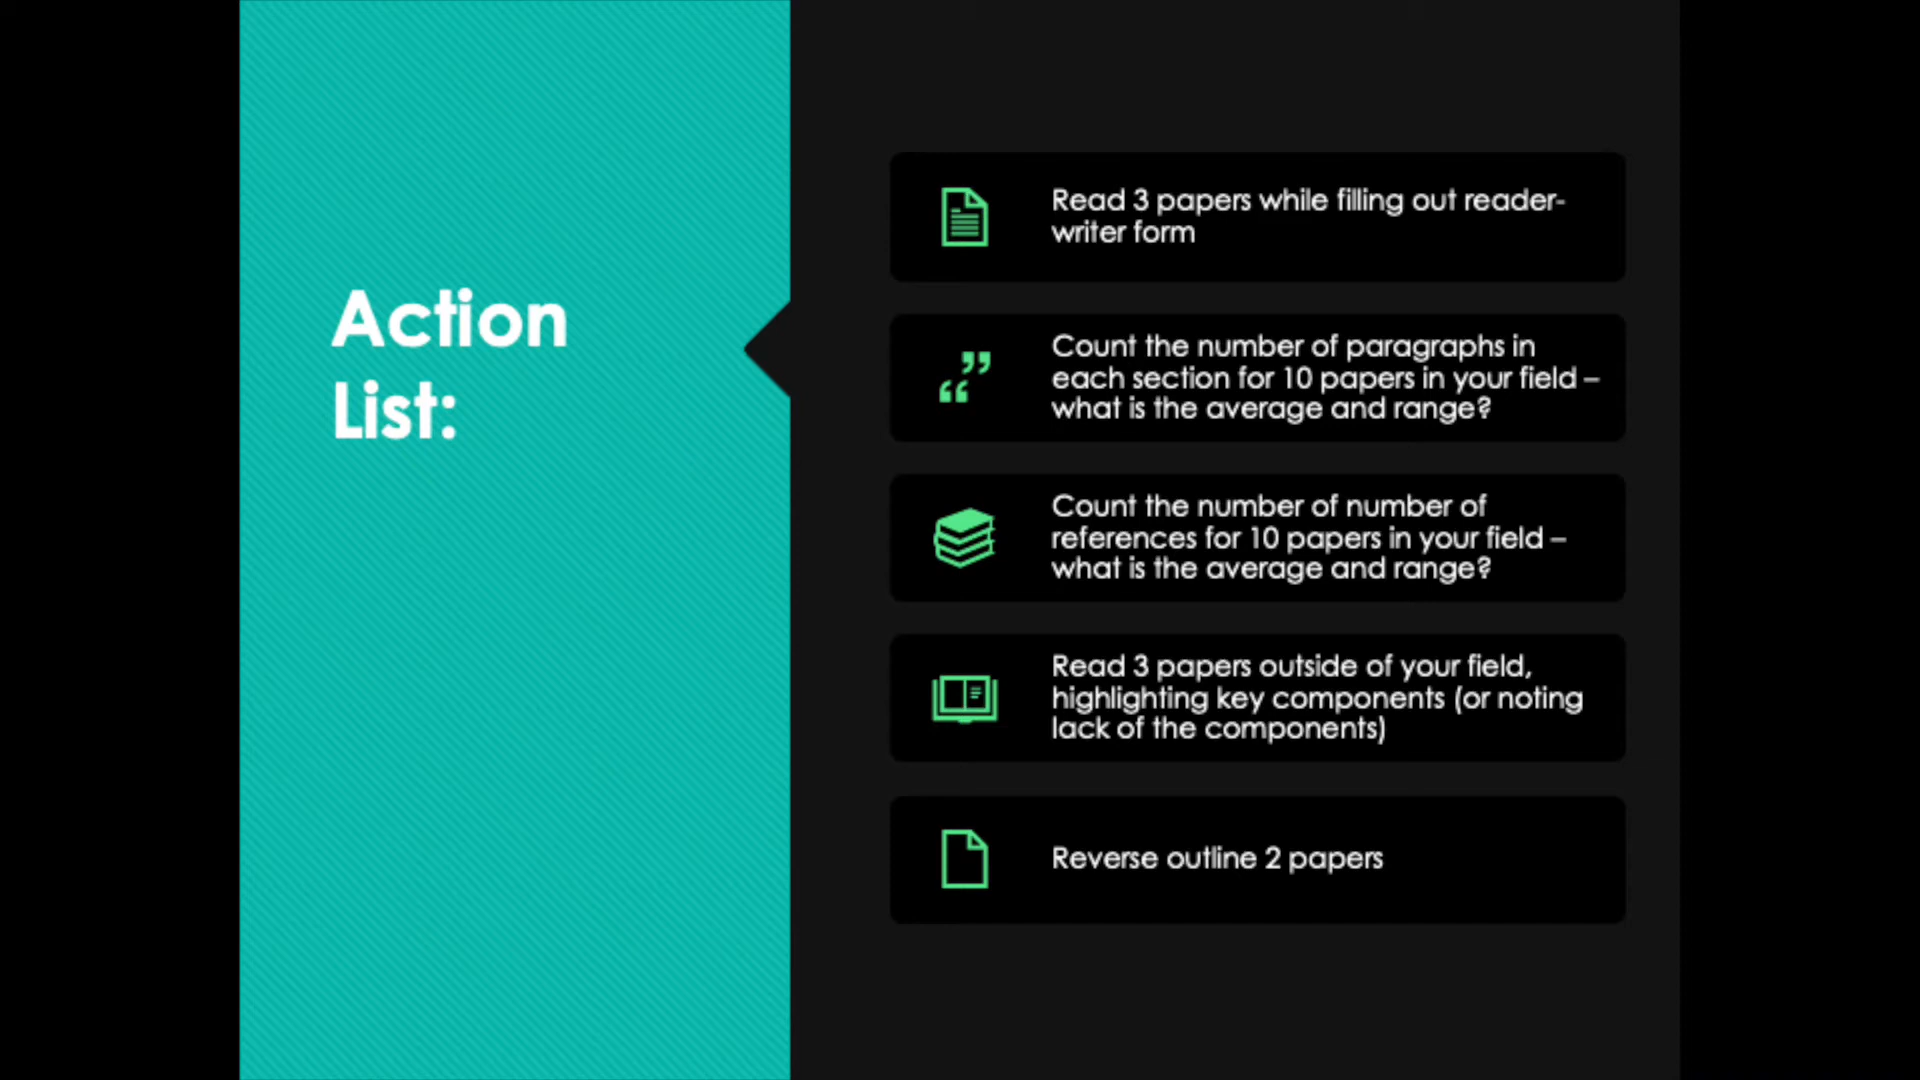 Action
List:
Read 3 papers while filling out reader-
writer form
Count the number of paragraphs in
each section for 10 papers in your field –
what is the average and range?
Count the number of number of
references for 10 papers in your field –
what is the average and range?
Read 3 papers outside of your field,
highlighting key components (or noting
lack of the components)
Reverse outline 2 papers